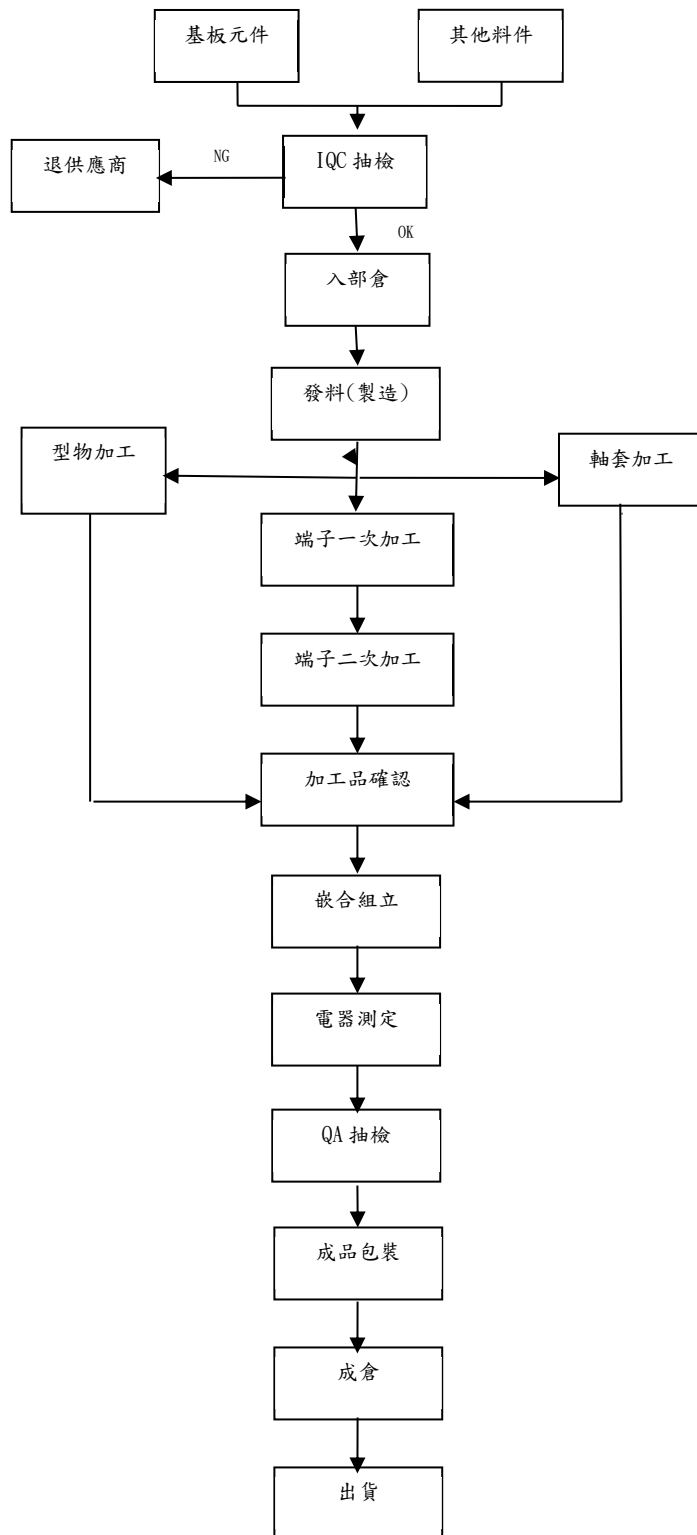 基板元件
其他料件
退供應商
NG
IQC 抽檢
OK
入部倉
發料(製造)
型物加工
軸套加工
端子一次加工
端子二次加工
加工品確認
嵌合組立
電器測定
QA 抽檢
成品包裝
成倉
出貨